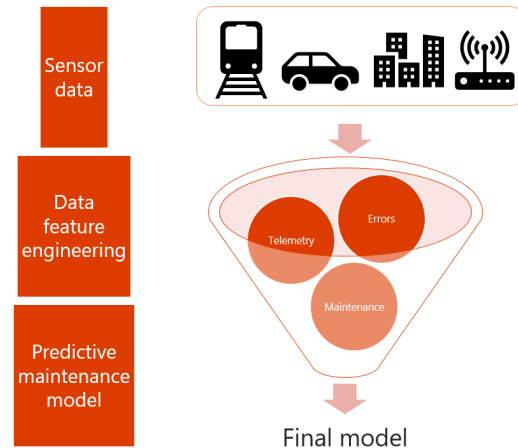 Sensor
data
Data
feature
engineering
Telemetry
Errors
Maintenance
Predictive
maintenance
model
Final model